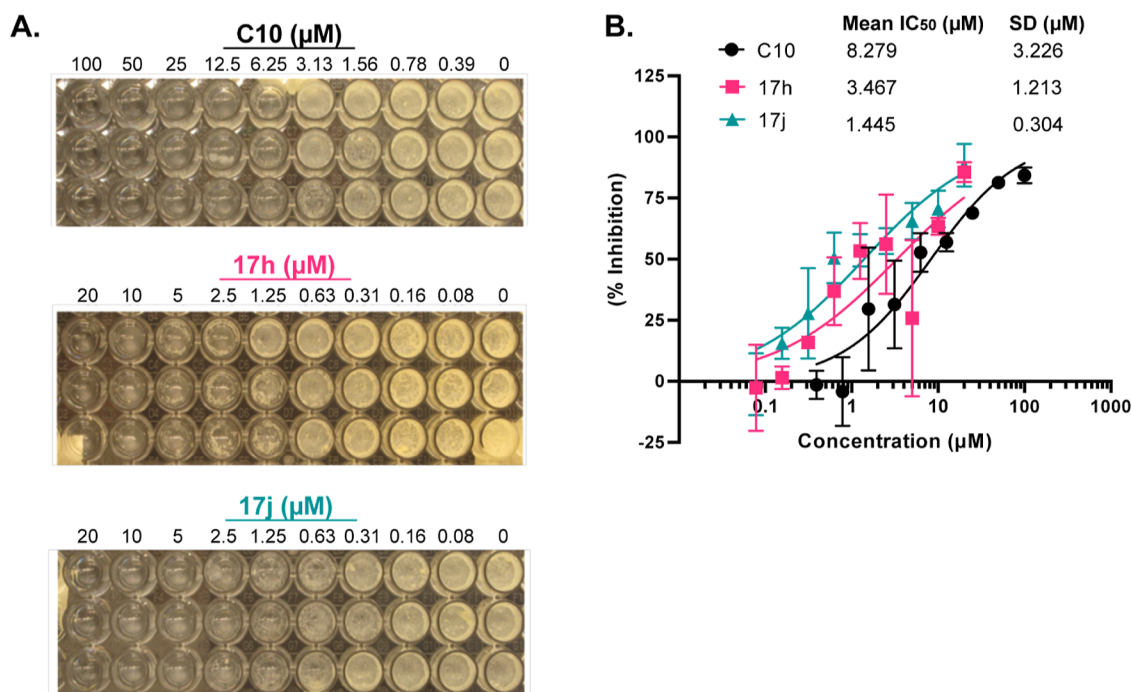 A.
C10 (µM)
100 50 25 12.5 6.25 3.13 1.56 0.78 0.39 0
17h (µM)
20 10 5 2.5 1.25 0.63 0.31 0.16 0.08 0
17j (µM)
20 10 5 2.5 1.25 0.63 0.31 0.16 0.08 0
B.
Mean IC₅₀ (µM) SD (µM)
C10 8.279 3.226
17h 3.467 1.213
17j 1.445 0.304
125
100
75
50
25
0
-25
(% Inhibition)
0.1 1 10 100 1000
Concentration (µM)